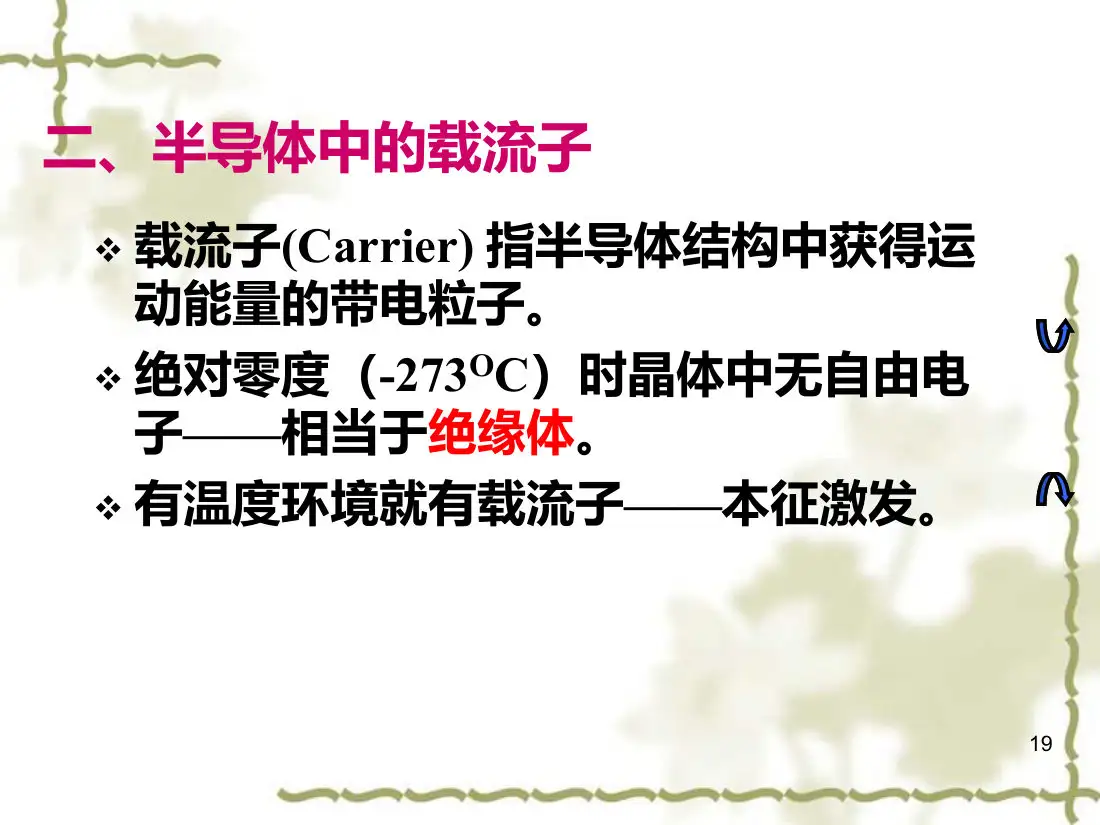 二、半导体中的载流子
❖ 载流子(Carrier) 指半导体结构中获得运
动能量的带电粒子。
❖ 绝对零度（-273ᴼC）时晶体中无自由电
子——相当于绝缘体。
❖ 有温度环境就有载流子——本征激发。
19